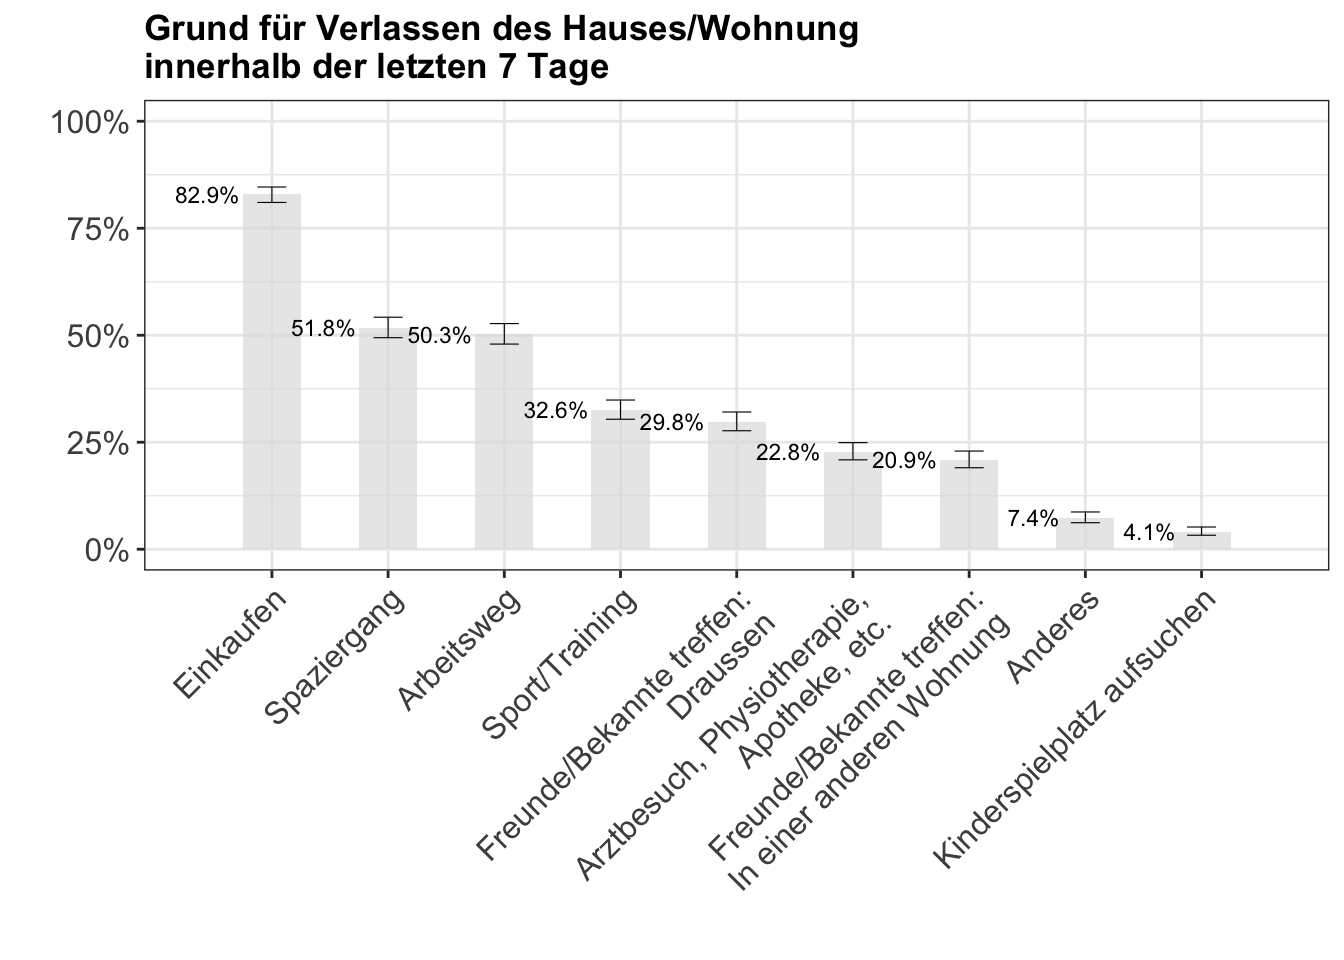 Grund für Verlassen des Hauses/Wohnung
innerhalb der letzten 7 Tage
100%
75%
50%
25%
0%
82.9%
51.8%
50.3%
32.6%
29.8%
22.8%
20.9%
7.4%
4.1%
Einkaufen
Spaziergang
Arbeitsweg
Sport/Training
Freunde/Bekannte treffen:
Draussen
Arztbesuch, Physiotherapie,
Apotheke, etc.
Freunde/Bekannte treffen:
In einer anderen Wohnung
Anderes
Kinderspielplatz aufsuchen